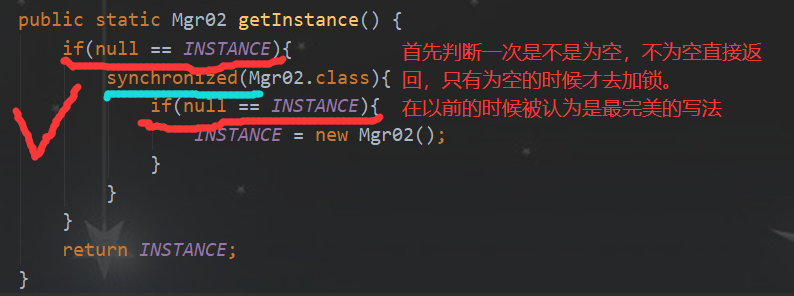 public static Mgr02 getInstance() {
if(null == INSTANCE){
首先判断一次是不是为空，不为空直接返
synchronized(Mgr02.class){
回，只有为空的时候才去加锁。
if(null == INSTANCE){
在以前的时候被认为是最完美的写法
INSTANCE = new Mgr02();
}
}
}
return INSTANCE;
}